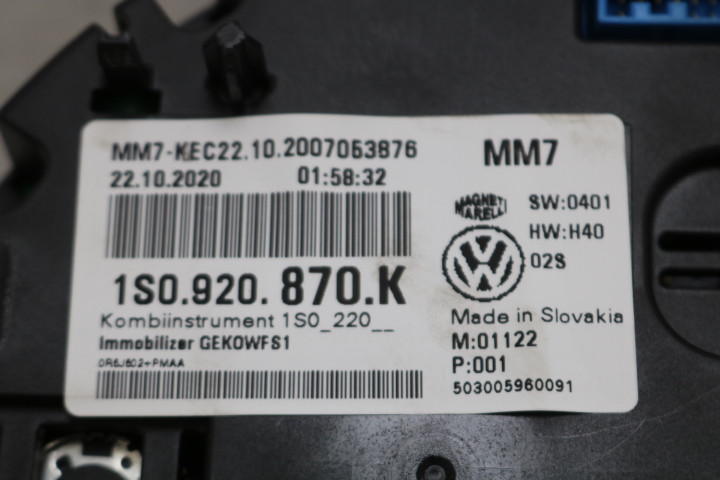 MM7-KEC22.10.2007053876
MM7
22.10.2020 01:58:32
MAGNETI MARELLI
SW:0401
HW:H40
02S
1S0.920.870.K
Kombiinstrument 1S0_220__
Immobilizer GEK0WFS1
Made in Slovakia
M:01122
P:001
503005960091